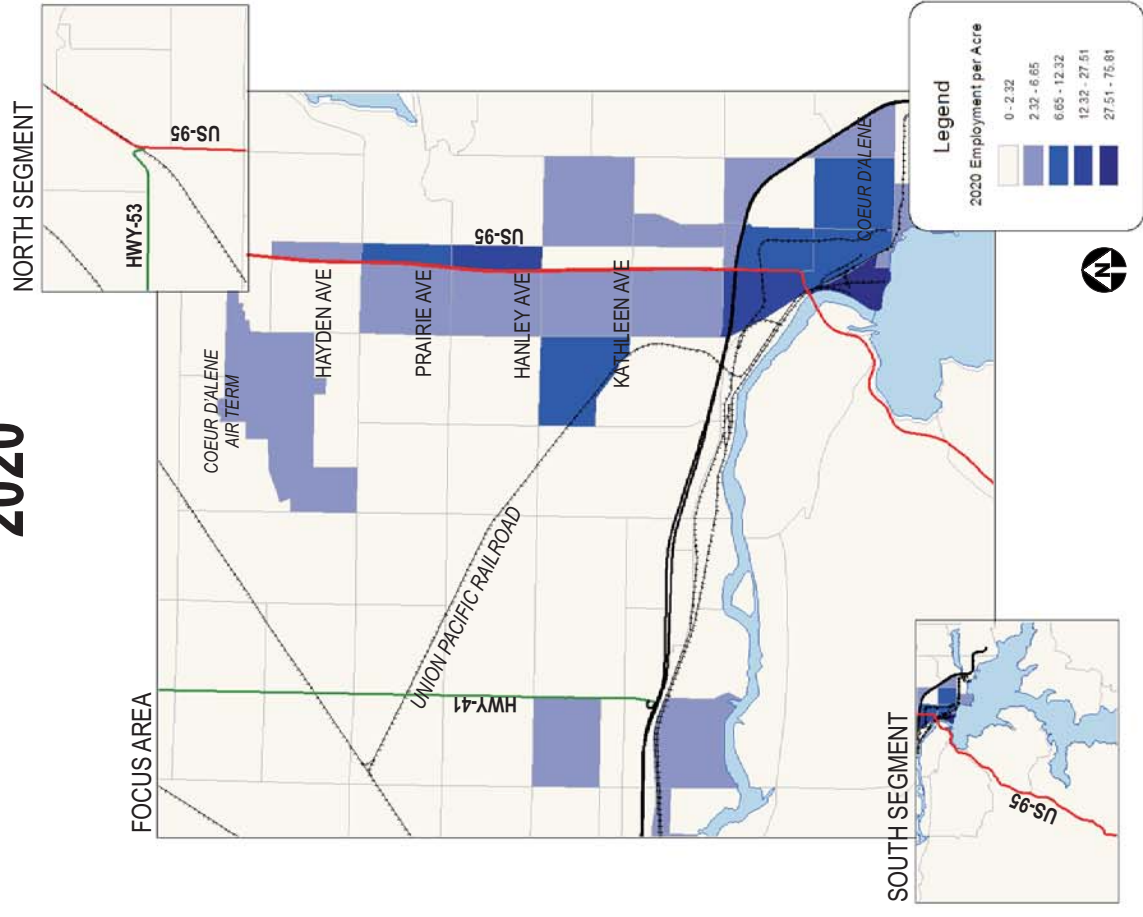 2020
NORTH SEGMENT
HWY-53
US-95
FOCUS AREA
COEUR D'ALENE
AIR TERM
HAYDEN AVE
PRAIRIE AVE
US-95
HANLEY AVE
KATHLEEN AVE
UNION PACIFIC RAILROAD
HWY-41
COEUR D'ALENE
SOUTH SEGMENT
US-95
N
Legend
2020 Employment per Acre
0 - 2.32
2.32 - 6.65
6.65 - 12.32
12.32 - 27.51
27.51 - 75.81